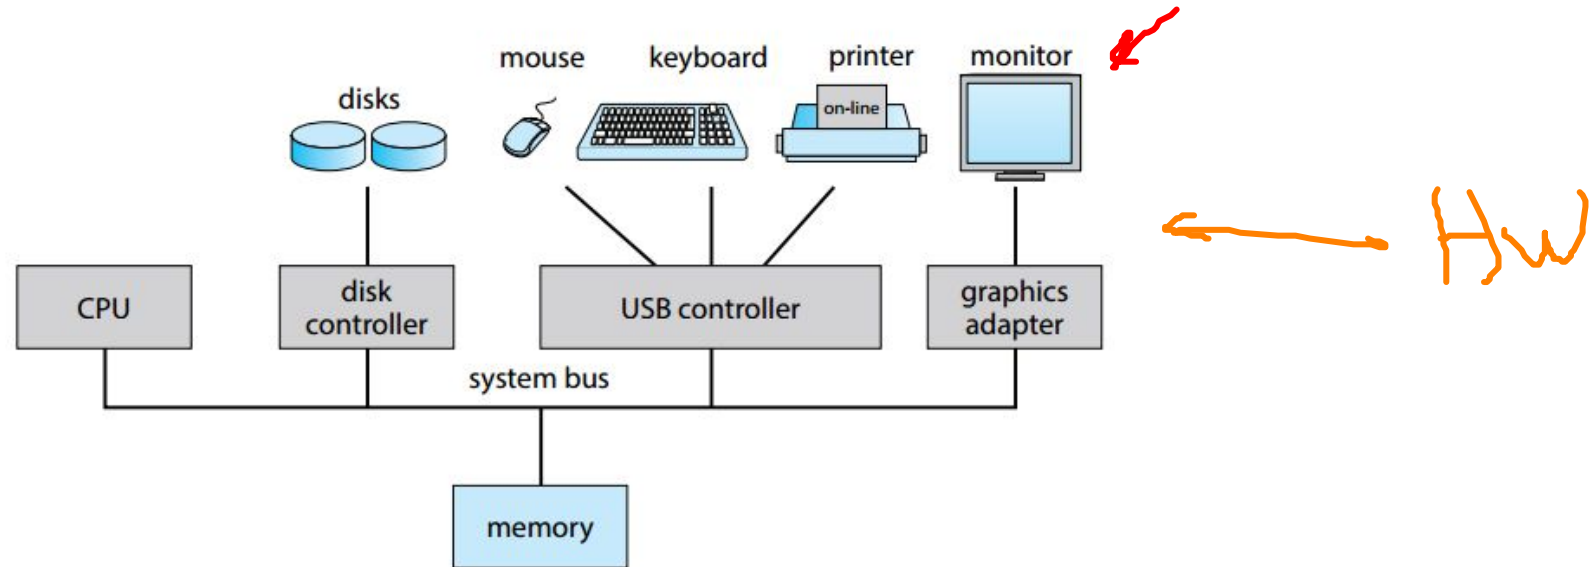 mouse keyboard printer monitor
disks
on-line
HW
CPU
disk
controller
USB controller
graphics
adapter
system bus
memory